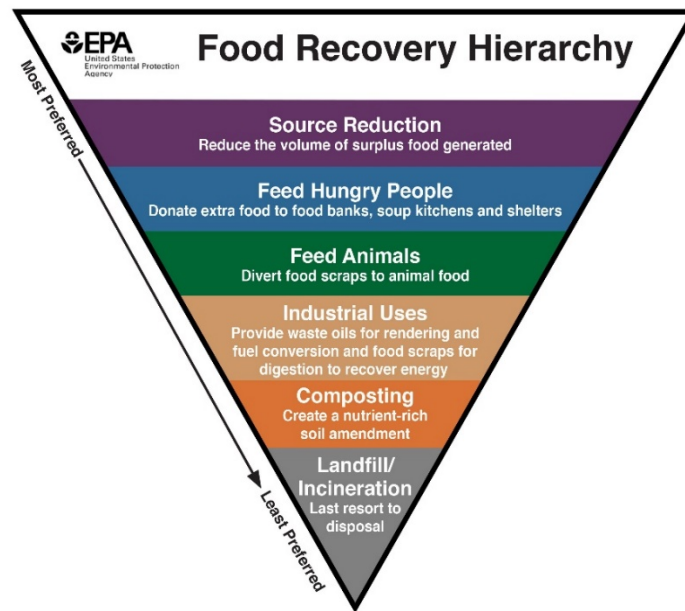 EPA
United States
Environmental Protection
Agency
Food Recovery Hierarchy
Most Preferred
Source Reduction
Reduce the volume of surplus food generated
Feed Hungry People
Donate extra food to food banks, soup kitchens and shelters
Feed Animals
Divert food scraps to animal food
Industrial Uses
Provide waste oils for rendering and
fuel conversion and food scraps for
digestion to recover energy
Composting
Create a nutrient-rich
soil amendment
Landfill/
Incineration
Last resort to
disposal
Least Preferred